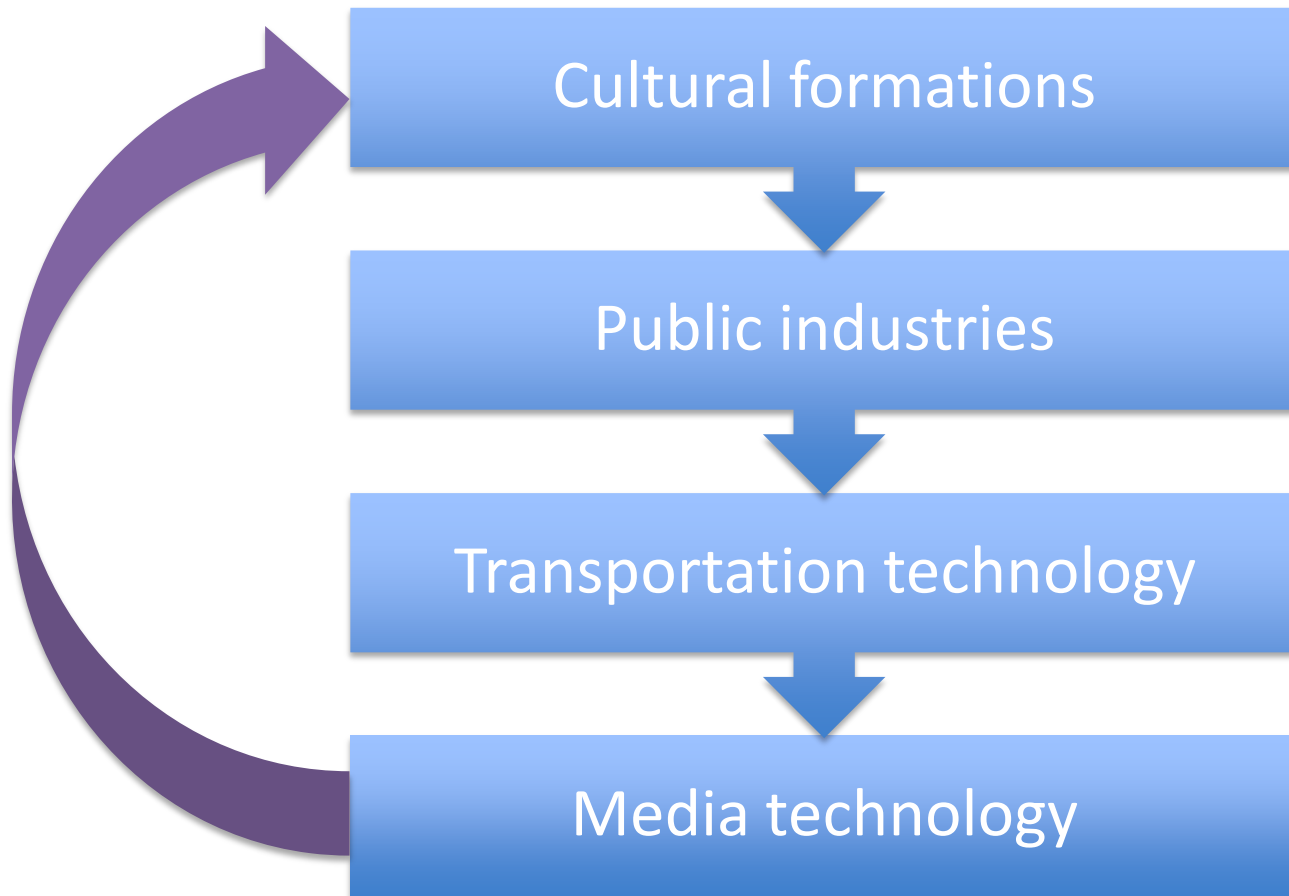 Cultural formations
Public industries
Transportation technology
Media technology